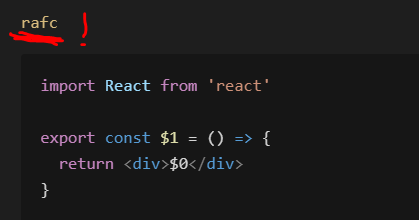 rafc !
import React from 'react'
export const $1 = () => {
return <div>$0</div>
}